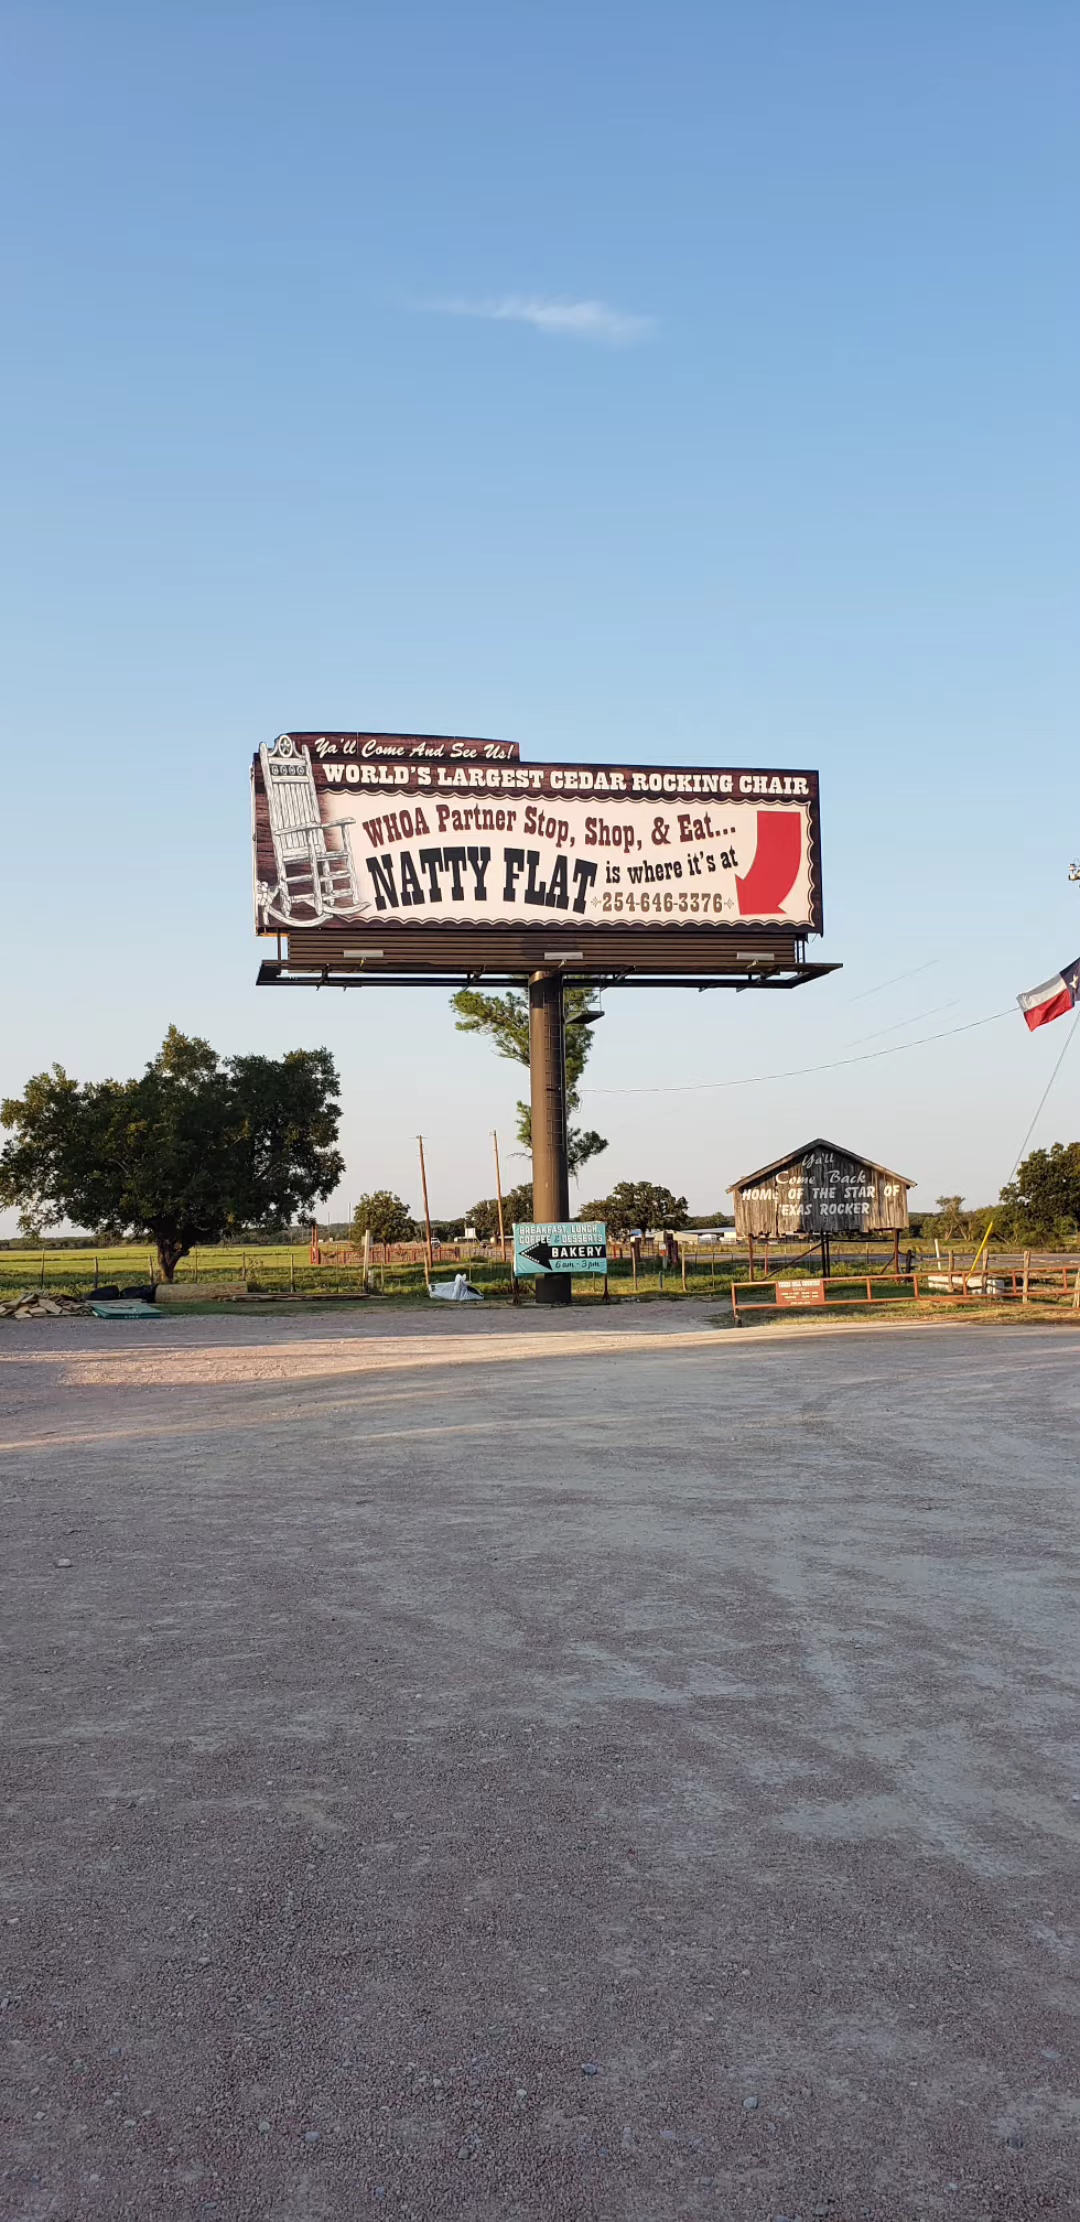 Ya'll Come And See Us!
WORLD'S LARGEST CEDAR ROCKING CHAIR
WHOA Partner Stop, Shop, & Eat...
NATTY FLAT is where it's at
254-646-3376
Ya'll
Come Back
HOME OF THE STAR OF
TEXAS ROCKER
BREAKFAST LUNCH
COFFEE & DESSERTS
BAKERY
6am-3pm